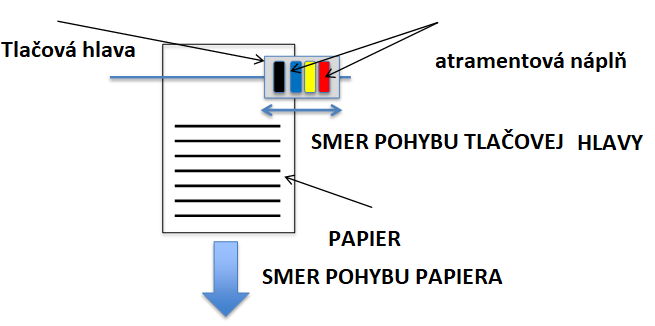 Tlačová hlava
atramentová náplň
SMER POHYBU TLAČOVEJ HLAVY
PAPIER
SMER POHYBU PAPIERA